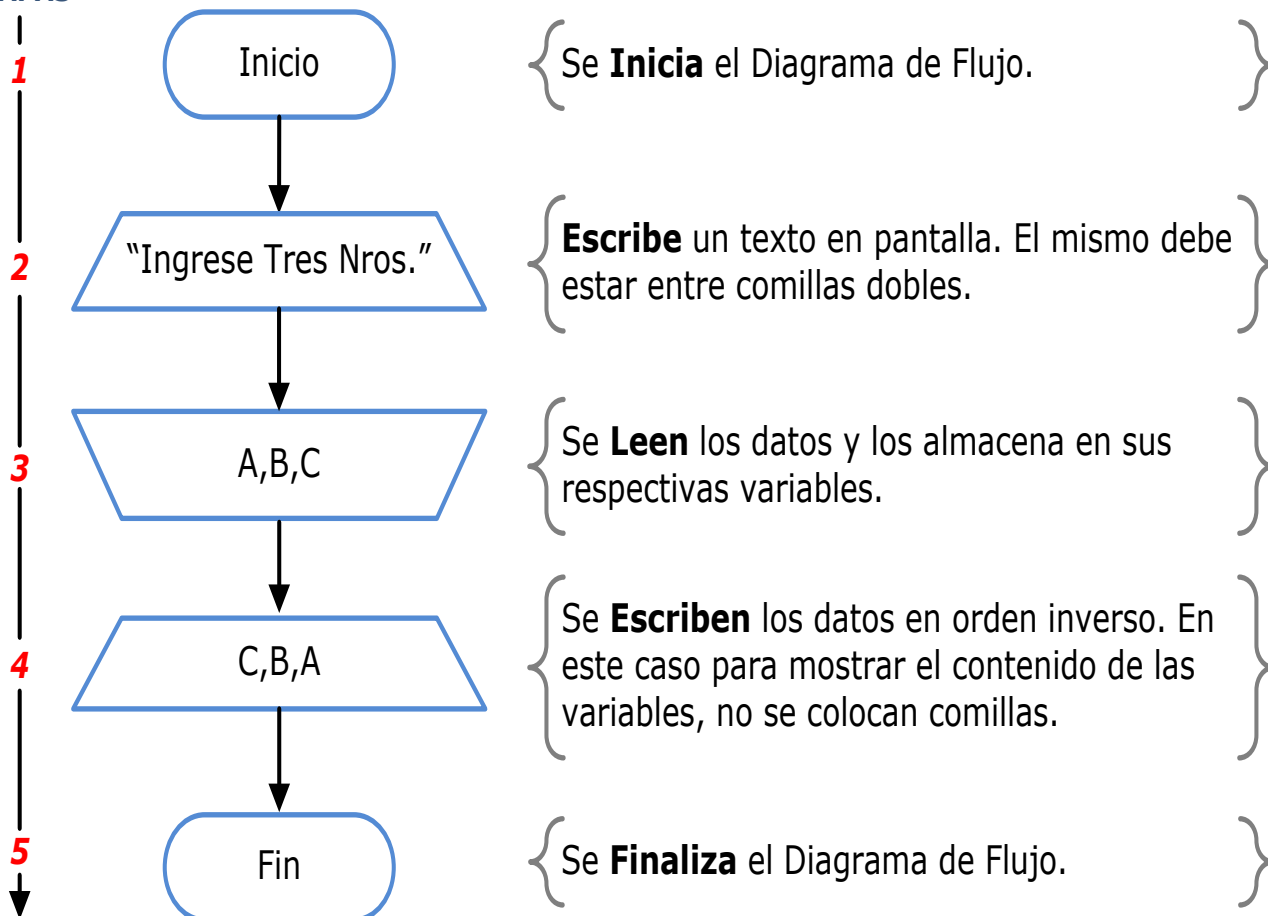 1
Inicio
Se Inicia el Diagrama de Flujo.
2
“Ingrese Tres Nros.”
Escribe un texto en pantalla. El mismo debe
estar entre comillas dobles.
3
A,B,C
Se Leen los datos y los almacena en sus
respectivas variables.
4
C,B,A
Se Escriben los datos en orden inverso. En
este caso para mostrar el contenido de las
variables, no se colocan comillas.
5
Fin
Se Finaliza el Diagrama de Flujo.